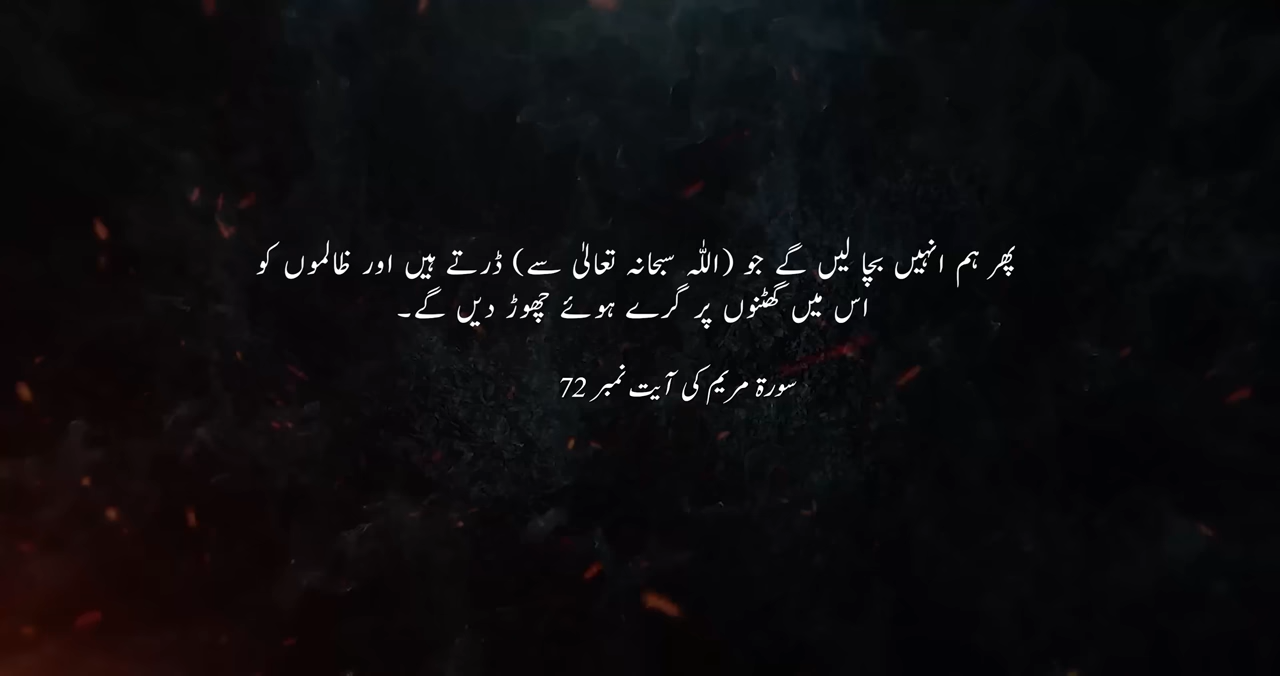 پھر ہم انہیں بچا لیں گے جو (اللہ سبحانہ تعالیٰ سے) ڈرتے ہیں اور ظالموں کو
اس میں گھٹنوں پر گرے ہوئے چھوڑ دیں گے۔
سورۃ مریم کی آیت نمبر 72